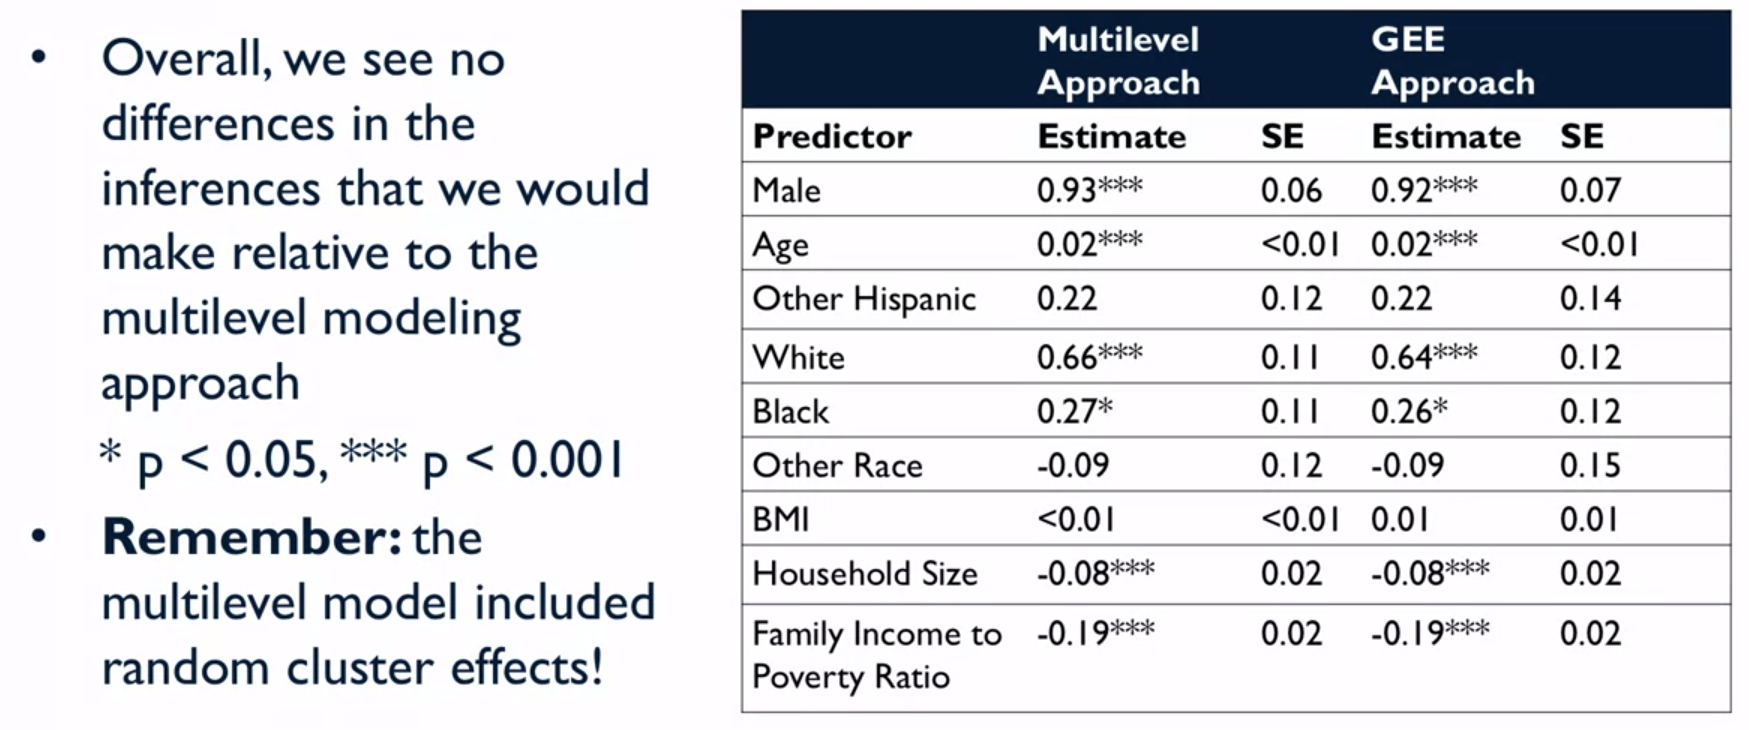 • Overall, we see no
differences in the
inferences that we would
make relative to the
multilevel modeling
approach
* p < 0.05, *** p < 0.001
• Remember: the
multilevel model included
random cluster effects!
Multilevel Approach GEE Approach
Predictor Estimate SE Estimate SE
Male 0.93*** 0.06 0.92*** 0.07
Age 0.02*** <0.01 0.02*** <0.01
Other Hispanic 0.22 0.12 0.22 0.14
White 0.66*** 0.11 0.64*** 0.12
Black 0.27* 0.11 0.26* 0.12
Other Race -0.09 0.12 -0.09 0.15
BMI <0.01 <0.01 0.01 0.01
Household Size -0.08*** 0.02 -0.08*** 0.02
Family Income to -0.19*** 0.02 -0.19*** 0.02
Poverty Ratio